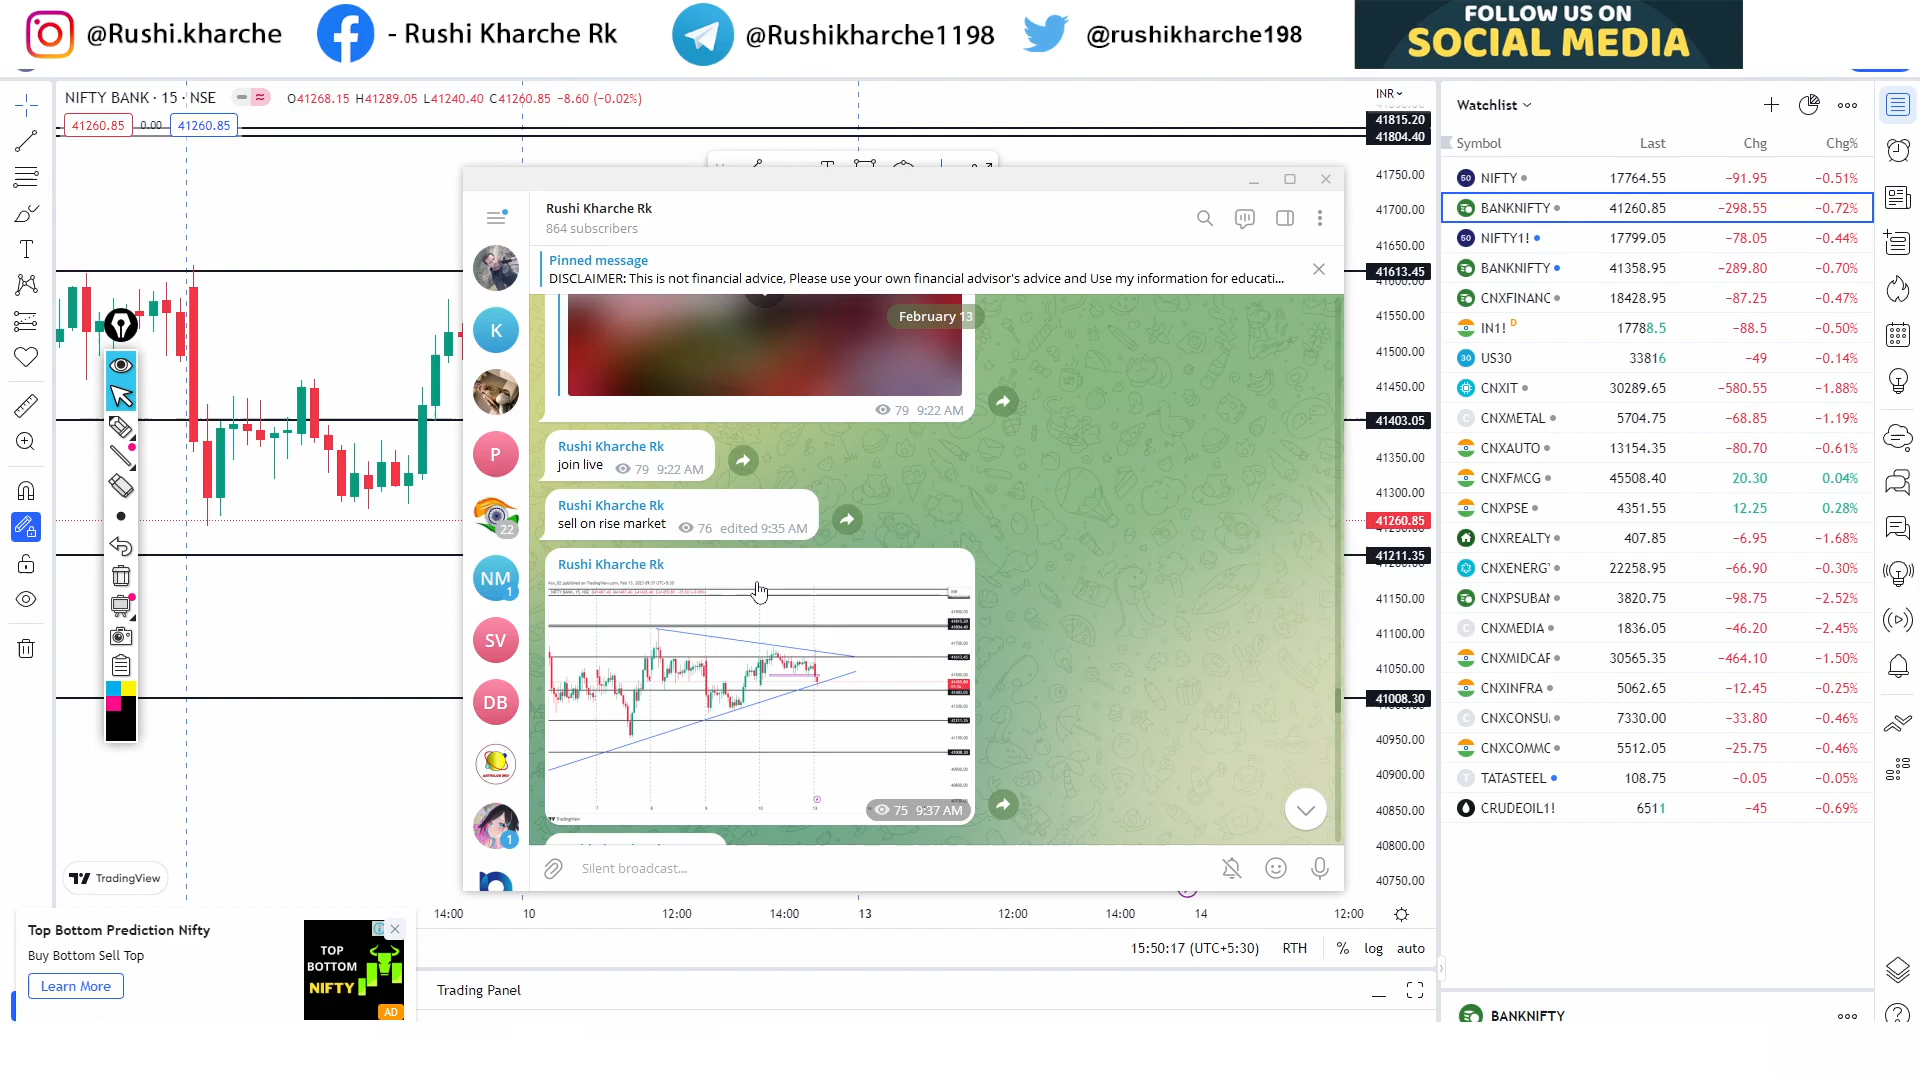 @Rushi.kharche - Rushi Kharche Rk @Rushikharche1198 @rushikharche198 FOLLOW US ON SOCIAL MEDIA
NIFTY BANK · 15 · NSE O41268.15 H41289.05 L41240.40 C41260.85 −8.60 (−0.02%)
41260.85 0.00 41260.85
INR
41815.20
41804.40
41750.00
41700.00
41650.00
41613.45
41550.00
41500.00
41450.00
41403.05
41350.00
41300.00
41260.85
41211.35
41150.00
41100.00
41050.00
41008.30
40950.00
40900.00
40850.00
40800.00
40750.00
Rushi Kharche Rk
864 subscribers
Pinned message
DISCLAIMER: This is not financial advice, Please use your own financial advisor's advice and Use my information for educati...
February 13
79 9:22 AM
Rushi Kharche Rk
join live 79 9:22 AM
Rushi Kharche Rk
sell on rise market 76 edited 9:35 AM
Rushi Kharche Rk
75 9:37 AM
Silent broadcast...
K
P
22
NM
1
SV
DB
1
TradingView
14:00 10 12:00 14:00 13 12:00 14:00 14 12:00
15:50:17 (UTC+5:30) RTH % log auto
Trading Panel
Top Bottom Prediction Nifty
Buy Bottom Sell Top
Learn More
TOP
BOTTOM
NIFTY
AD
Watchlist
Symbol Last Chg Chg%
NIFTY 17764.55 −91.95 −0.51%
BANKNIFTY 41260.85 −298.55 −0.72%
NIFTY1! 17799.05 −78.05 −0.44%
BANKNIFTY 41358.95 −289.80 −0.70%
CNXFINANC 18428.95 −87.25 −0.47%
IN1! D 17788.5 −88.5 −0.50%
US30 33816 −49 −0.14%
CNXIT 30289.65 −580.55 −1.88%
CNXMETAL 5704.75 −68.85 −1.19%
CNXAUTO 13154.35 −80.70 −0.61%
CNXFMCG 45508.40 20.30 0.04%
CNXPSE 4351.55 12.25 0.28%
CNXREALTY 407.85 −6.95 −1.68%
CNXENERG 22258.95 −66.90 −0.30%
CNXPSUBAN 3820.75 −98.75 −2.52%
CNXMEDIA 1836.05 −46.20 −2.45%
CNXMIDCAP 30565.35 −464.10 −1.50%
CNXINFRA 5062.65 −12.45 −0.25%
CNXCONSU 7330.00 −33.80 −0.46%
CNXCOMMC 5512.05 −25.75 −0.46%
TATASTEEL 108.75 −0.05 −0.05%
CRUDEOIL1! 6511 −45 −0.69%
BANKNIFTY